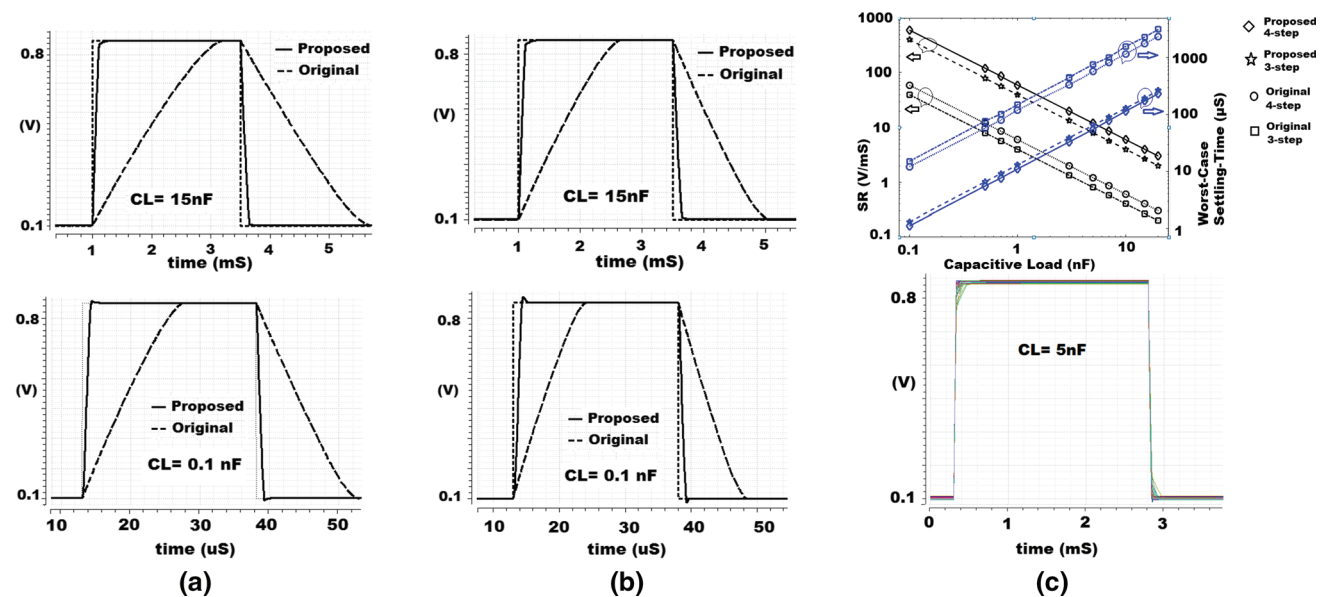 0.8
Proposed
Original
(V)
CL= 15nF
0.1
1 2 3 4 5
time (mS)
0.8
(V)
Proposed
Original
CL= 0.1 nF
0.1
10 20 30 40 50
time (uS)
(a)
0.8
Proposed
Original
(V)
CL= 15nF
0.1
1 2 3 4 5
time (mS)
0.8
(V)
Proposed
Original
CL= 0.1 nF
0.1
10 20 30 40 50
time (uS)
(b)
1000
100
10
1
0.1
SR (V/mS)
0.1 1 10
Capacitive Load (nF)
1000
100
10
1
Worst-Case
Settling-Time (µS)
Proposed
4-step
Proposed
3-step
Original
4-step
Original
3-step
0.8
CL= 5nF
(V)
0.1
0 1 2 3
time (mS)
(c)